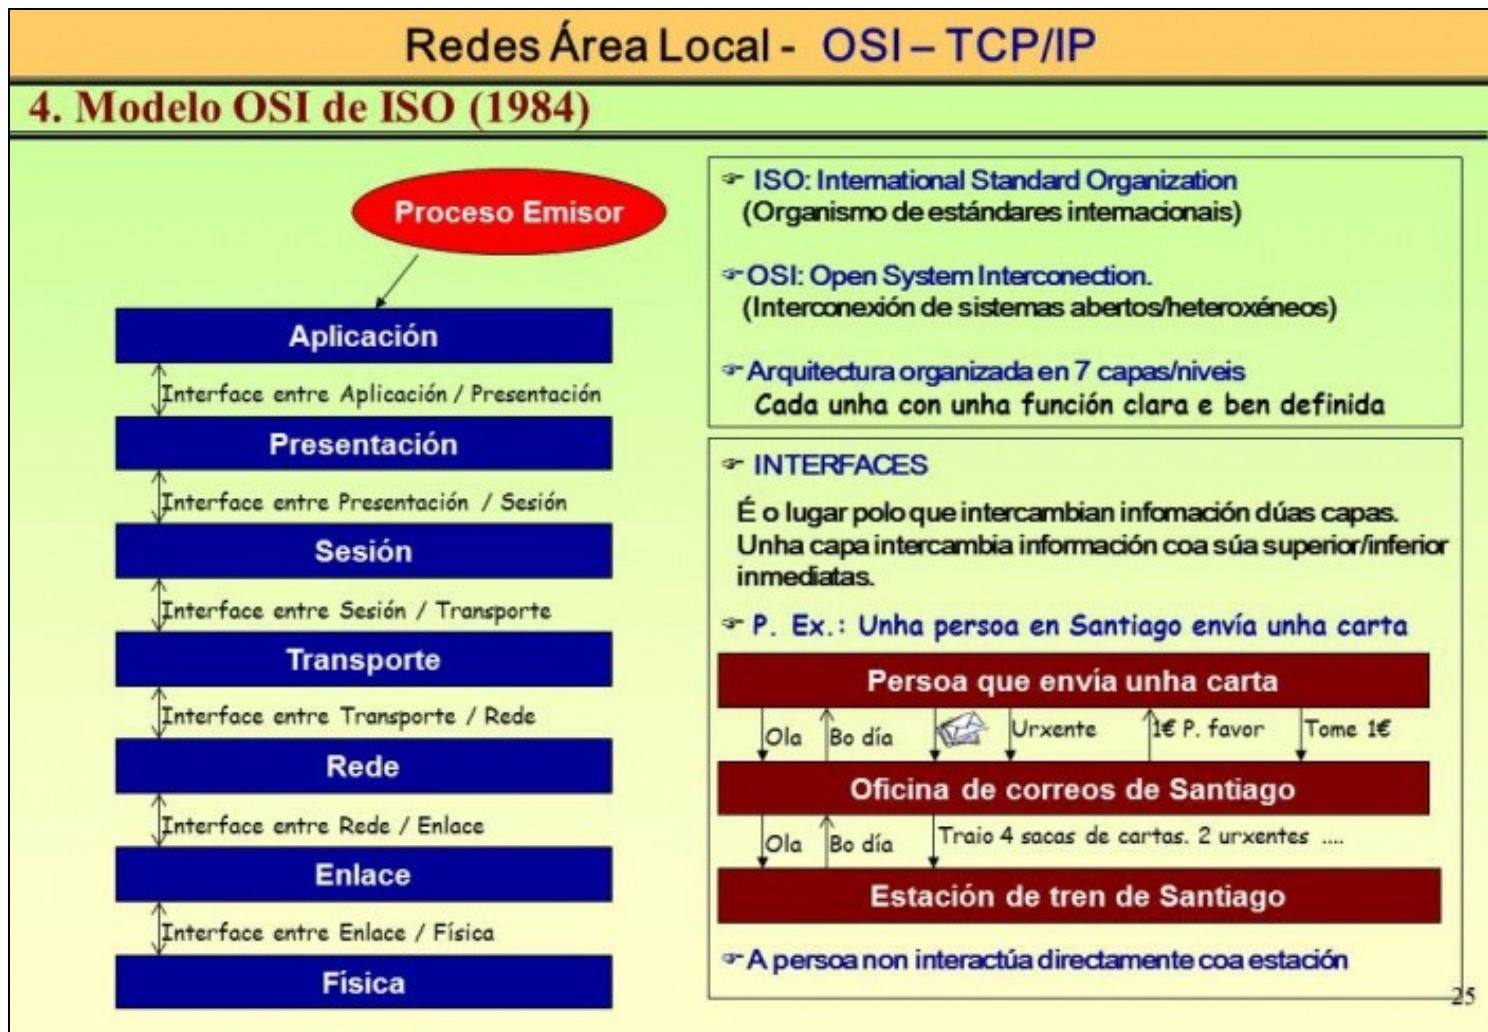 Redes Área Local - OSI – TCP/IP
4. Modelo OSI de ISO (1984)
Proceso Emisor
Aplicación
Interface entre Aplicación / Presentación
Presentación
Interface entre Presentación / Sesión
Sesión
Interface entre Sesión / Transporte
Transporte
Interface entre Transporte / Rede
Rede
Interface entre Rede / Enlace
Enlace
Interface entre Enlace / Física
Física
☞ ISO: International Standard Organization
(Organismo de estándares internacionais)
☞ OSI: Open System Interconection.
(Interconexión de sistemas abertos/heteroxéneos)
☞ Arquitectura organizada en 7 capas/niveis
Cada unha con unha función clara e ben definida
☞ INTERFACES
É o lugar polo que intercambian infomación dúas capas.
Unha capa intercambia información coa súa superior/inferior
inmediatas.
☞ P. Ex.: Unha persoa en Santiago envía unha carta
Persoa que envía unha carta
Ola Bo día Urxente 1€ P. favor Tome 1€
Oficina de correos de Santiago
Ola Bo día Traio 4 sacas de cartas. 2 urxentes ....
Estación de tren de Santiago
☞ A persoa non interactúa directamente coa estación
25